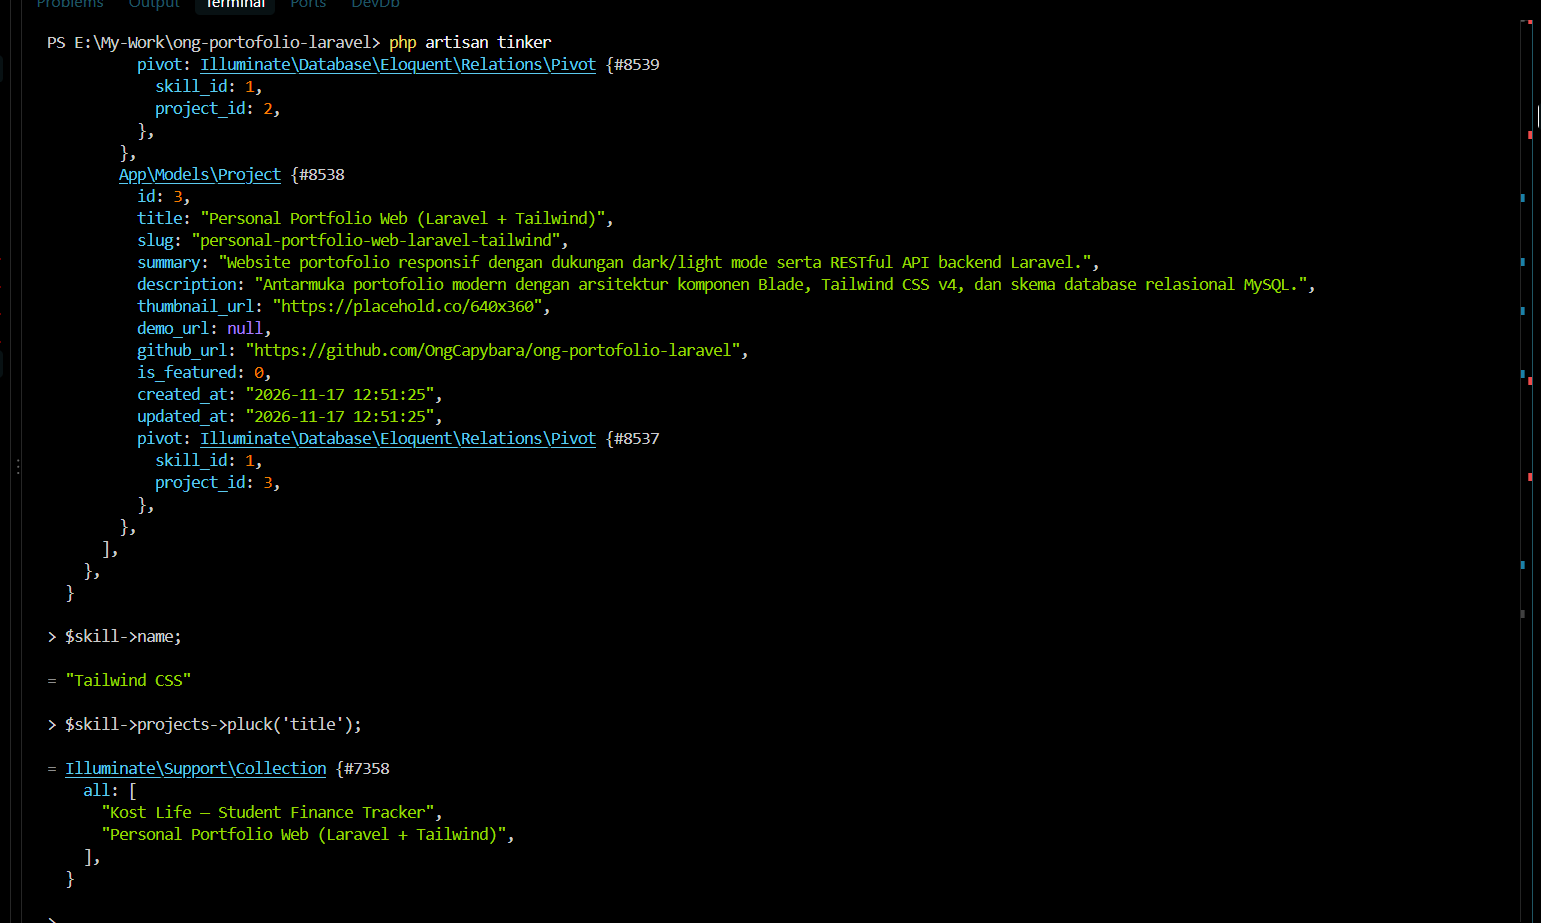 Problems Output Terminal Ports DevDb
PS E:\My-Work\ong-portofolio-laravel> php artisan tinker
pivot: Illuminate\Database\Eloquent\Relations\Pivot {#8539
skill_id: 1,
project_id: 2,
},
},
App\Models\Project {#8538
id: 3,
title: "Personal Portfolio Web (Laravel + Tailwind)",
slug: "personal-portfolio-web-laravel-tailwind",
summary: "Website portofolio responsif dengan dukungan dark/light mode serta RESTful API backend Laravel.",
description: "Antarmuka portofolio modern dengan arsitektur komponen Blade, Tailwind CSS v4, dan skema database relasional MySQL.",
thumbnail_url: "https://placehold.co/640x360",
demo_url: null,
github_url: "https://github.com/OngCapybara/ong-portofolio-laravel",
is_featured: 0,
created_at: "2026-11-17 12:51:25",
updated_at: "2026-11-17 12:51:25",
pivot: Illuminate\Database\Eloquent\Relations\Pivot {#8537
skill_id: 1,
project_id: 3,
},
},
],
},
}
> $skill->name;
= "Tailwind CSS"
> $skill->projects->pluck('title');
= Illuminate\Support\Collection {#7358
all: [
"Kost Life — Student Finance Tracker",
"Personal Portfolio Web (Laravel + Tailwind)",
],
}
>